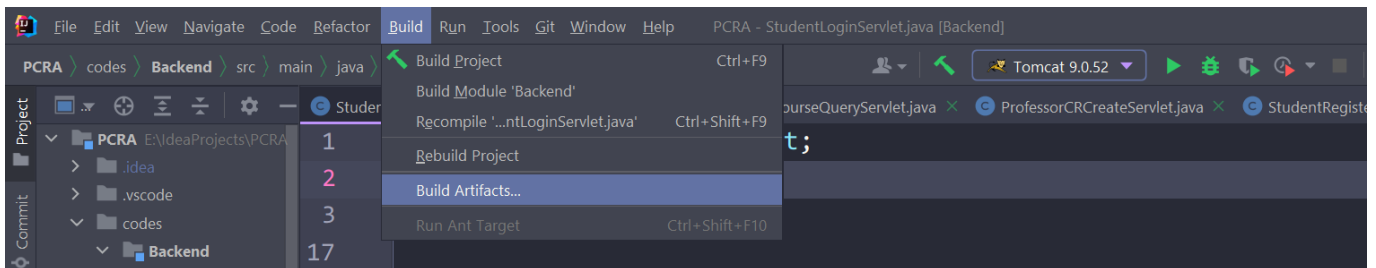 File Edit View Navigate Code Refactor Build Run Tools Git Window Help PCRA - StudentLoginServlet.java [Backend]
PCRA 〉 codes 〉 Backend 〉 src 〉 main 〉 java 〉
Tomcat 9.0.52
Build Project Ctrl+F9
Build Module 'Backend'
Recompile '...ntLoginServlet.java' Ctrl+Shift+F9
Rebuild Project
Build Artifacts...
Run Ant Target Ctrl+Shift+F10
Project
Commit
PCRA E:\IdeaProjects\PCRA
.idea
.vscode
codes
Backend
Studen
urseQueryServlet.java
ProfessorCRCreateServlet.java
StudentRegiste
1
t;
2
3
17